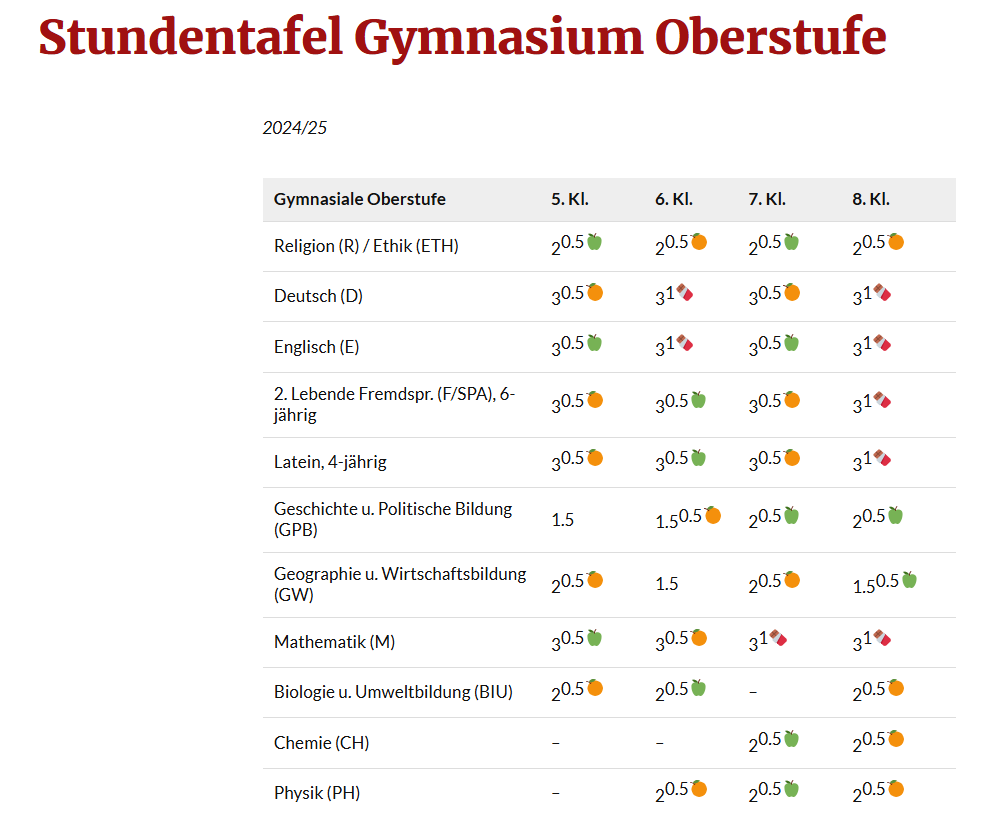 Stundentafel Gymnasium Oberstufe
2024/25
Gymnasiale Oberstufe 5. Kl. 6. Kl. 7. Kl. 8. Kl.
Religion (R) / Ethik (ETH) 2 0.5🍏 2 0.5🍊 2 0.5🍏 2 0.5🍊
Deutsch (D) 3 0.5🍊 3 1🍫 3 0.5🍊 3 1🍫
Englisch (E) 3 0.5🍏 3 1🍫 3 0.5🍏 3 1🍫
2. Lebende Fremdspr. (F/SPA), 6-
jährig 3 0.5🍊 3 0.5🍏 3 0.5🍊 3 1🍫
Latein, 4-jährig 3 0.5🍊 3 0.5🍏 3 0.5🍊 3 1🍫
Geschichte u. Politische Bildung
(GPB) 1.5 1.5 0.5🍊 2 0.5🍏 2 0.5🍏
Geographie u. Wirtschaftsbildung
(GW) 2 0.5🍊 1.5 2 0.5🍊 1.5 0.5🍏
Mathematik (M) 3 0.5🍏 3 0.5🍊 3 1🍫 3 1🍫
Biologie u. Umweltbildung (BIU) 2 0.5🍊 2 0.5🍏 – 2 0.5🍊
Chemie (CH) – – 2 0.5🍏 2 0.5🍊
Physik (PH) – 2 0.5🍊 2 0.5🍏 2 0.5🍊